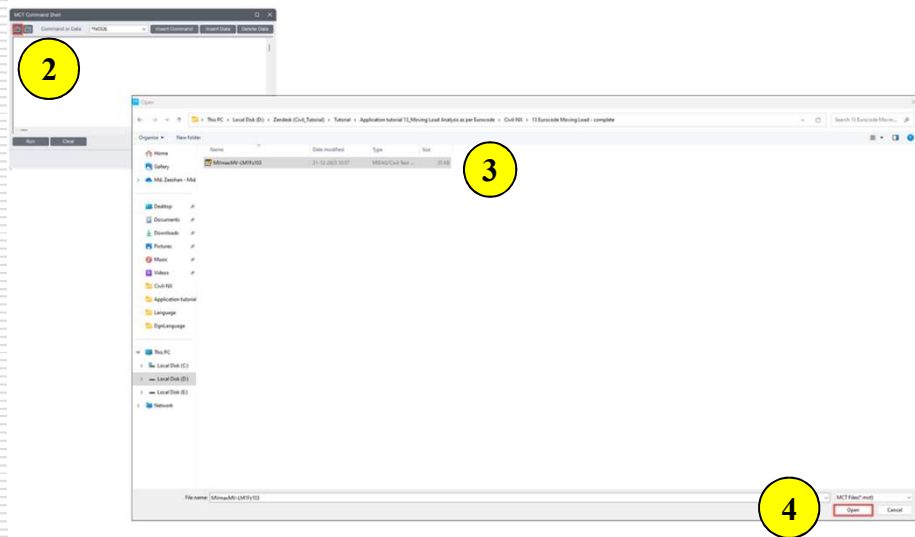 MCT Command Shell
Command or Data *NODE Insert Command Insert Data Delete Data
2
Run Clear
Open
This PC > Local Disk (D:) > Zendesk (Civil_Tutorial) > Tutorial > Application tutorial 13_Moving Load Analysis as per Eurocode > Civil NX > 13 Eurocode Moving Load - complete
Organize New folder
Name Date modified Type Size
Home
Gallery
Desktop
Documents
Downloads
Pictures
Music
Videos
Civil NX
Application tutorial
Language
DgnLanguage
This PC
Local Disk (C:)
Local Disk (D:)
Local Disk (E:)
Network
3
File name: MCT Files(*.mct)
4
Open Cancel